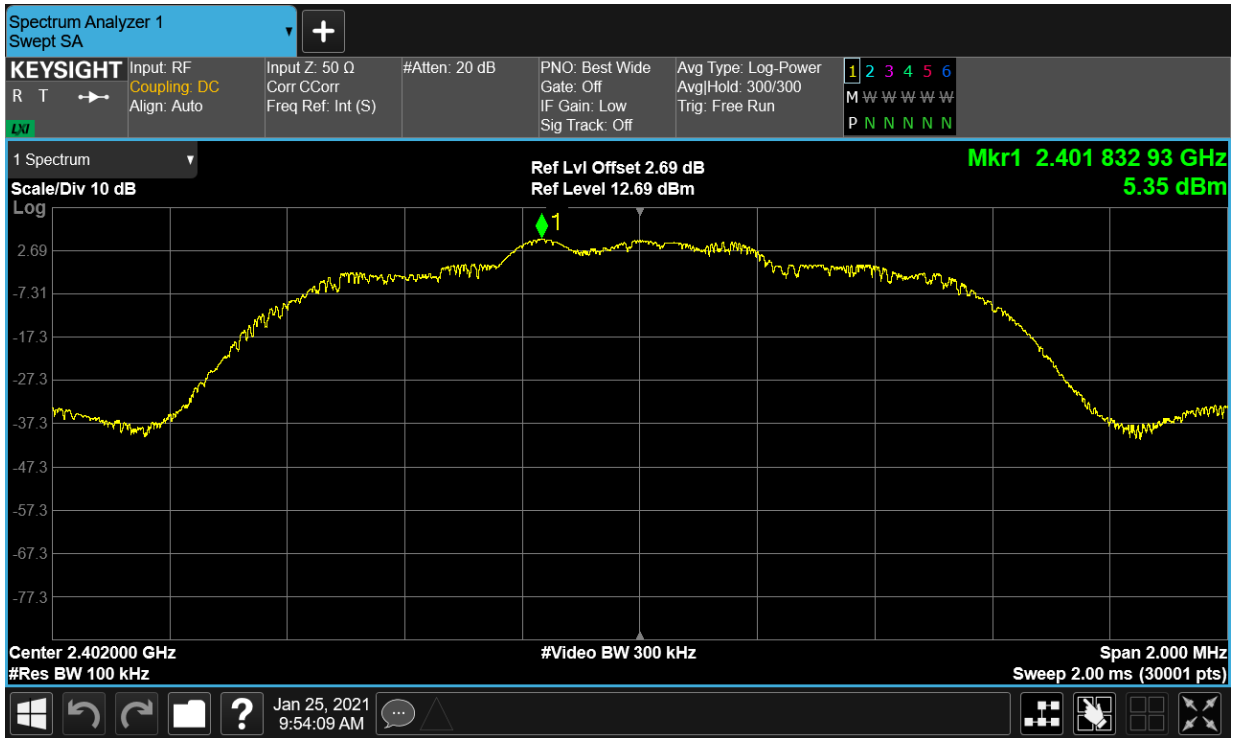 Spectrum Analyzer 1
Swept SA
+
KEYSIGHT
R T
LXI
Input: RF
Coupling: DC
Align: Auto
Input Z: 50 Ω
Corr CCorr
Freq Ref: Int (S)
#Atten: 20 dB
PNO: Best Wide
Gate: Off
IF Gain: Low
Sig Track: Off
Avg Type: Log-Power
Avg|Hold: 300/300
Trig: Free Run
1 2 3 4 5 6
M W W W W W
P N N N N N
1 Spectrum
Scale/Div 10 dB
Log
Ref Lvl Offset 2.69 dB
Ref Level 12.69 dBm
Mkr1 2.401 832 93 GHz
5.35 dBm
1
2.69
-7.31
-17.3
-27.3
-37.3
-47.3
-57.3
-67.3
-77.3
Center 2.402000 GHz
#Res BW 100 kHz
#Video BW 300 kHz
Span 2.000 MHz
Sweep 2.00 ms (30001 pts)
?
Jan 25, 2021
9:54:09 AM
...